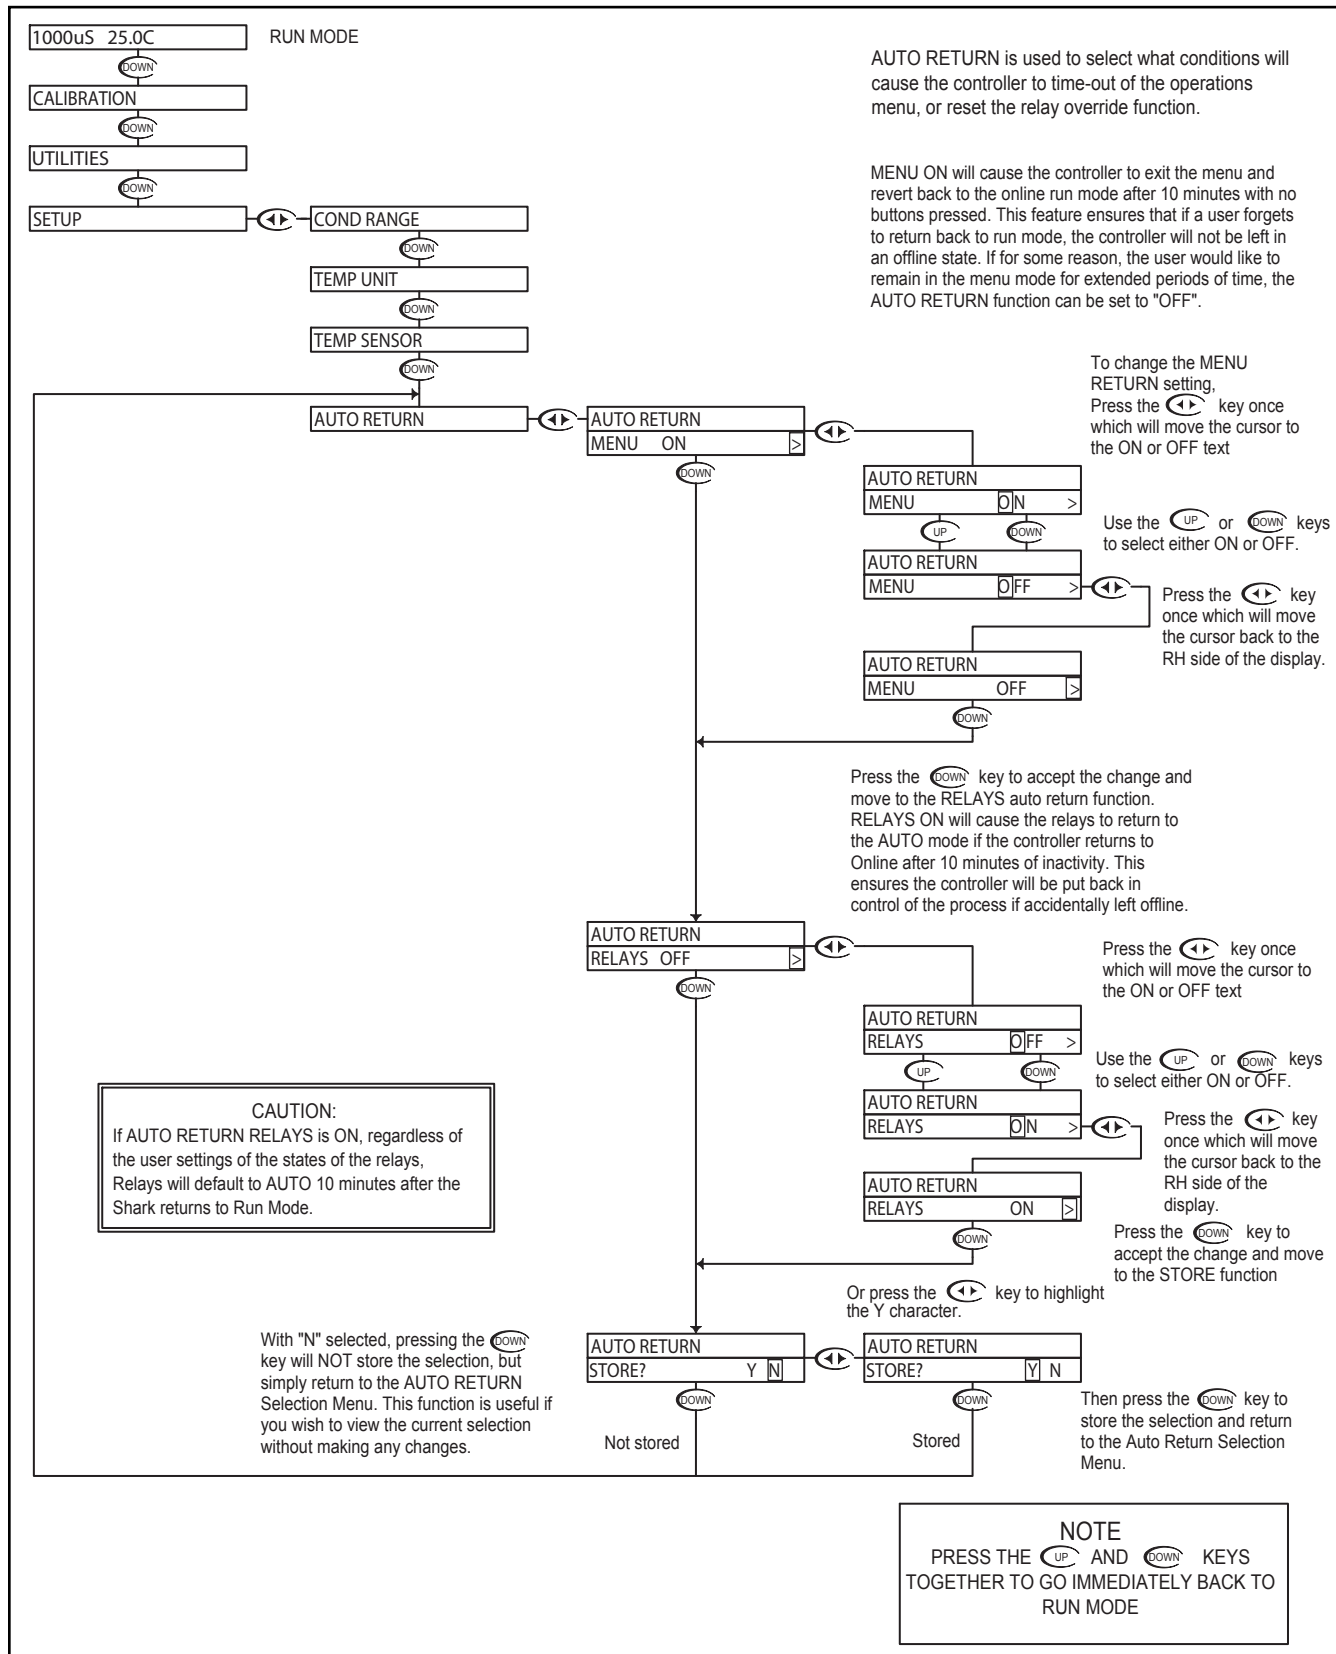 1000uS 25.0C
RUN MODE
DOWN
CALIBRATION
DOWN
UTILITIES
DOWN
SETUP
COND RANGE
DOWN
TEMP UNIT
DOWN
TEMP SENSOR
DOWN
AUTO RETURN
AUTO RETURN is used to select what conditions will
cause the controller to time-out of the operations
menu, or reset the relay override function.
MENU ON will cause the controller to exit the menu and
revert back to the online run mode after 10 minutes with no
buttons pressed. This feature ensures that if a user forgets
to return back to run mode, the controller will not be left in
an offline state. If for some reason, the user would like to
remain in the menu mode for extended periods of time, the
AUTO RETURN function can be set to "OFF".
AUTO RETURN
MENU ON >
DOWN
To change the MENU
RETURN setting,
Press the key once
which will move the cursor to
the ON or OFF text
AUTO RETURN
MENU ON >
UP DOWN
Use the UP or DOWN keys
to select either ON or OFF.
AUTO RETURN
MENU OFF >
Press the key
once which will move
the cursor back to the
RH side of the display.
AUTO RETURN
MENU OFF >
DOWN
Press the DOWN key to accept the change and
move to the RELAYS auto return function.
RELAYS ON will cause the relays to return to
the AUTO mode if the controller returns to
Online after 10 minutes of inactivity. This
ensures the controller will be put back in
control of the process if accidentally left offline.
AUTO RETURN
RELAYS OFF >
DOWN
Press the key once
which will move the cursor to
the ON or OFF text
AUTO RETURN
RELAYS OFF >
UP DOWN
Use the UP or DOWN keys
to select either ON or OFF.
AUTO RETURN
RELAYS ON >
Press the key
once which will move
the cursor back to the
RH side of the
display.
AUTO RETURN
RELAYS ON >
DOWN
Press the DOWN key to
accept the change and move
to the STORE function
CAUTION:
If AUTO RETURN RELAYS is ON, regardless of
the user settings of the states of the relays,
Relays will default to AUTO 10 minutes after the
Shark returns to Run Mode.
Or press the key to highlight
the Y character.
With "N" selected, pressing the DOWN
key will NOT store the selection, but
simply return to the AUTO RETURN
Selection Menu. This function is useful if
you wish to view the current selection
without making any changes.
AUTO RETURN
STORE? Y N
DOWN
Not stored
AUTO RETURN
STORE? Y N
DOWN
Stored
Then press the DOWN key to
store the selection and return
to the Auto Return Selection
Menu.
NOTE
PRESS THE UP AND DOWN KEYS
TOGETHER TO GO IMMEDIATELY BACK TO
RUN MODE